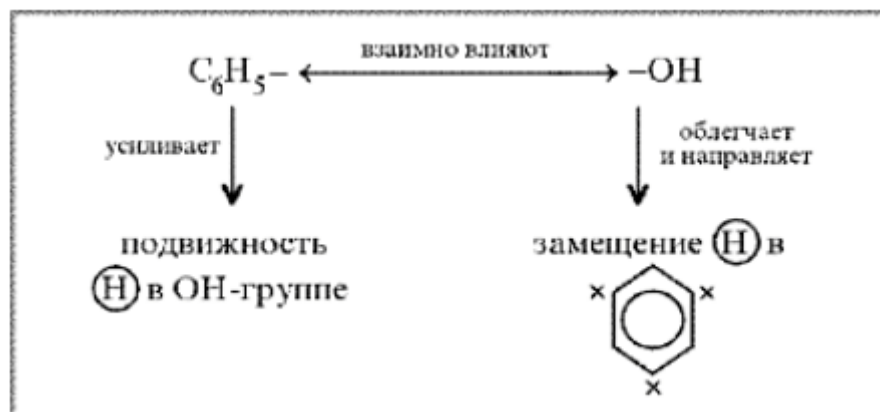 взаимно влияют
C₆H₅– –OH
усиливает
облегчает
и направляет
подвижность
H в OH-группе
замещение H в
× ×
×